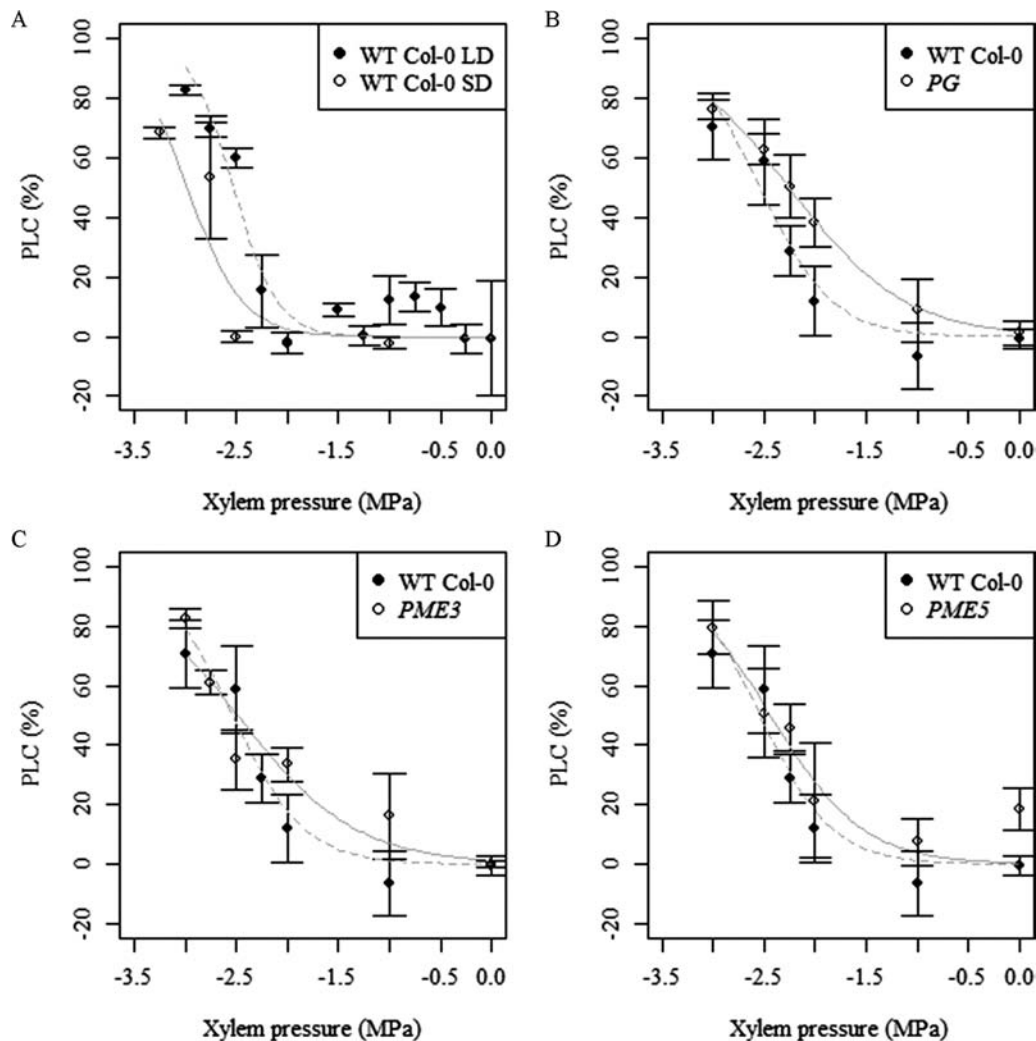 A
PLC (%)
100
80
60
40
20
0
-20
WT Col-0 LD
WT Col-0 SD
-3.5
-2.5
-1.5
-0.5
0.0
Xylem pressure (MPa)
B
PLC (%)
100
80
60
40
20
0
-20
WT Col-0
PG
-3.5
-2.5
-1.5
-0.5
0.0
Xylem pressure (MPa)
C
PLC (%)
100
80
60
40
20
0
-20
WT Col-0
PME3
-3.5
-2.5
-1.5
-0.5
0.0
Xylem pressure (MPa)
D
PLC (%)
100
80
60
40
20
0
-20
WT Col-0
PME5
-3.5
-2.5
-1.5
-0.5
0.0
Xylem pressure (MPa)